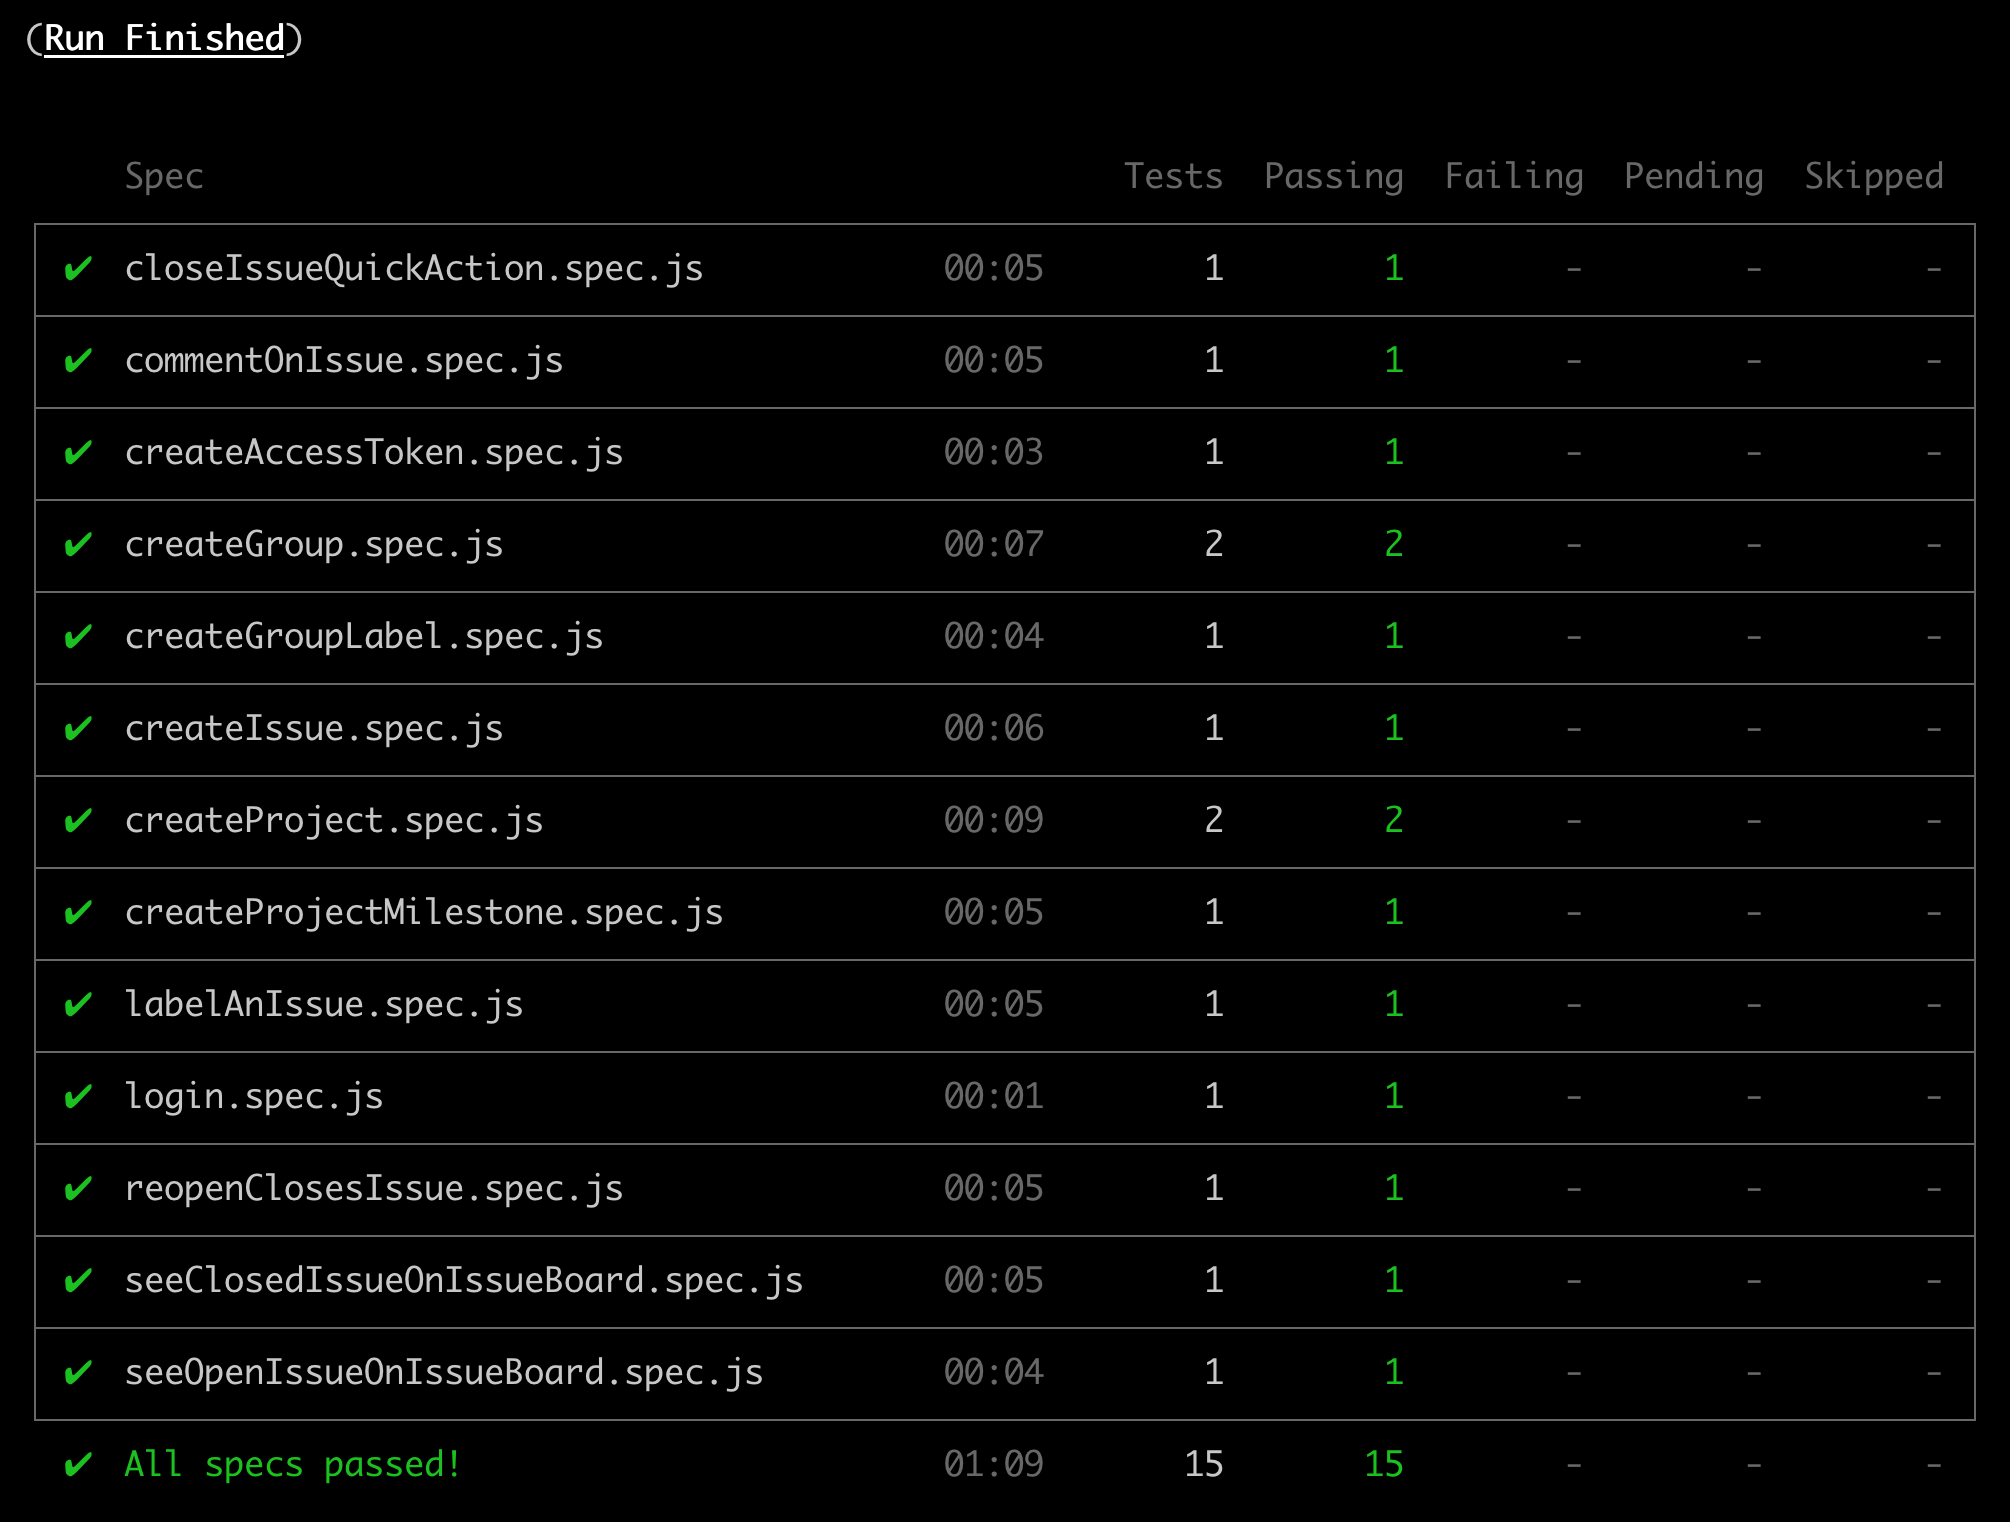 (Run Finished)
Spec Tests Passing Failing Pending Skipped
✔ closeIssueQuickAction.spec.js 00:05 1 1 - - -
✔ commentOnIssue.spec.js 00:05 1 1 - - -
✔ createAccessToken.spec.js 00:03 1 1 - - -
✔ createGroup.spec.js 00:07 2 2 - - -
✔ createGroupLabel.spec.js 00:04 1 1 - - -
✔ createIssue.spec.js 00:06 1 1 - - -
✔ createProject.spec.js 00:09 2 2 - - -
✔ createProjectMilestone.spec.js 00:05 1 1 - - -
✔ labelAnIssue.spec.js 00:05 1 1 - - -
✔ login.spec.js 00:01 1 1 - - -
✔ reopenClosesIssue.spec.js 00:05 1 1 - - -
✔ seeClosedIssueOnIssueBoard.spec.js 00:05 1 1 - - -
✔ seeOpenIssueOnIssueBoard.spec.js 00:04 1 1 - - -
✔ All specs passed! 01:09 15 15 - - -